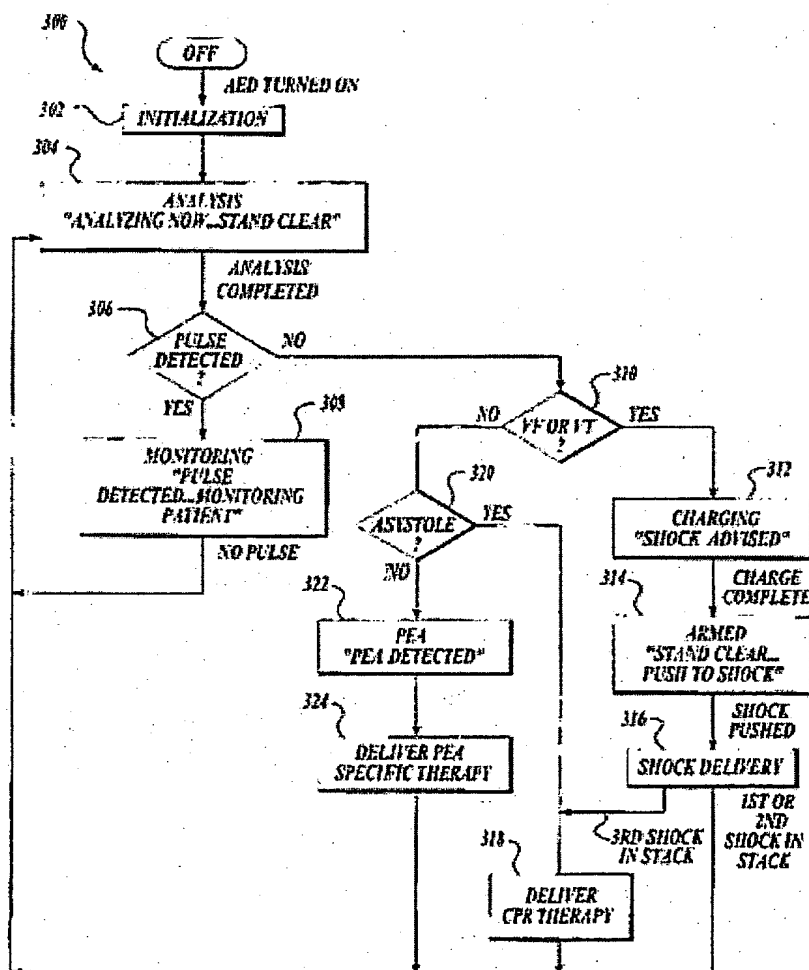 300
OFF
AED TURNED ON
302
INITIALIZATION
304
ANALYSIS
"ANALYZING NOW...STAND CLEAR"
ANALYSIS
COMPLETED
306
PULSE
DETECTED
?
NO
YES
308
MONITORING
"PULSE
DETECTED...MONITORING
PATIENT"
NO PULSE
310
VF OR VT
?
NO
YES
320
ASYSTOLE
?
YES
NO
312
CHARGING
"SHOCK ADVISED"
CHARGE
COMPLETE
314
ARMED
"STAND CLEAR...
PUSH TO SHOCK"
SHOCK
PUSHED
322
PEA
"PEA DETECTED"
324
DELIVER PEA
SPECIFIC THERAPY
316
SHOCK DELIVERY
1ST OR
2ND
SHOCK IN
STACK
3RD SHOCK
IN STACK
318
DELIVER
CPR THERAPY